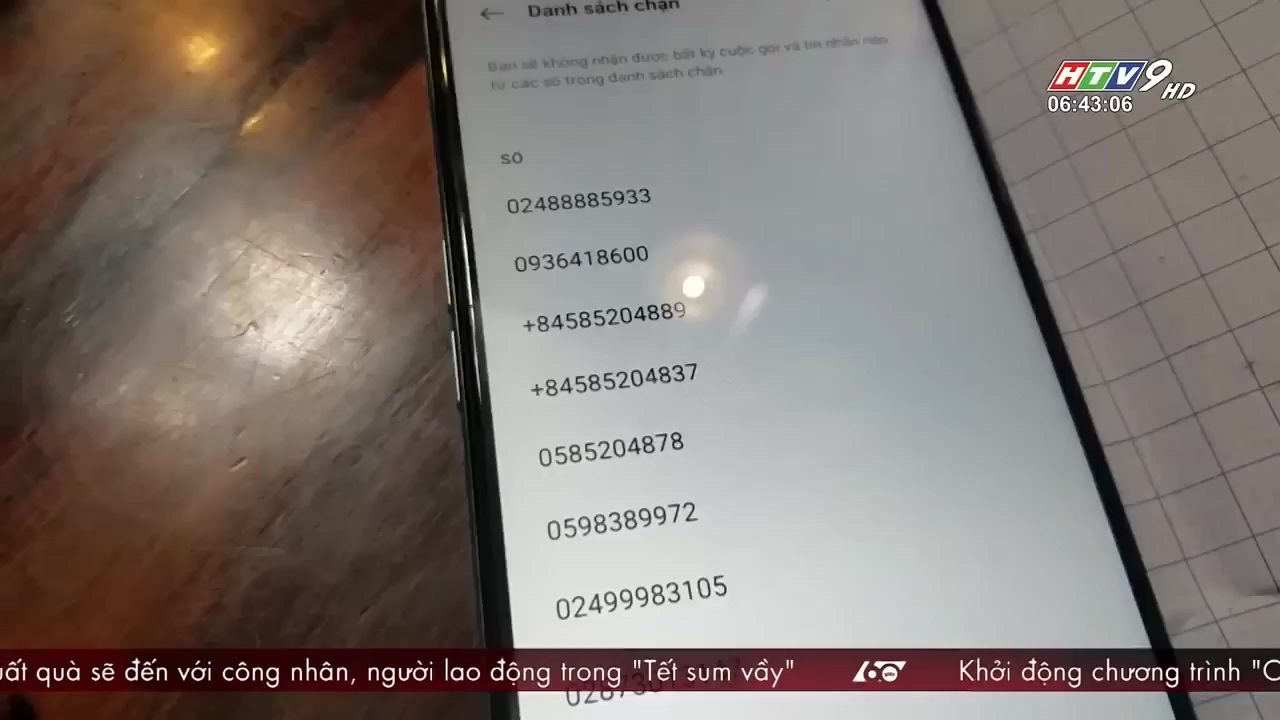 Danh sách chặn
Bạn sẽ không nhận được bất kỳ cuộc gọi và tin nhắn nào
từ các số trong danh sách chặn
HTV9 HD
06:43:06
SỐ
02488885933
0936418600
+84585204889
+84585204837
0585204878
0598389972
02499983105
uất quà sẽ đến với công nhân, người lao động trong "Tết sum vầy"
60 giây
Khởi động chương trình "C